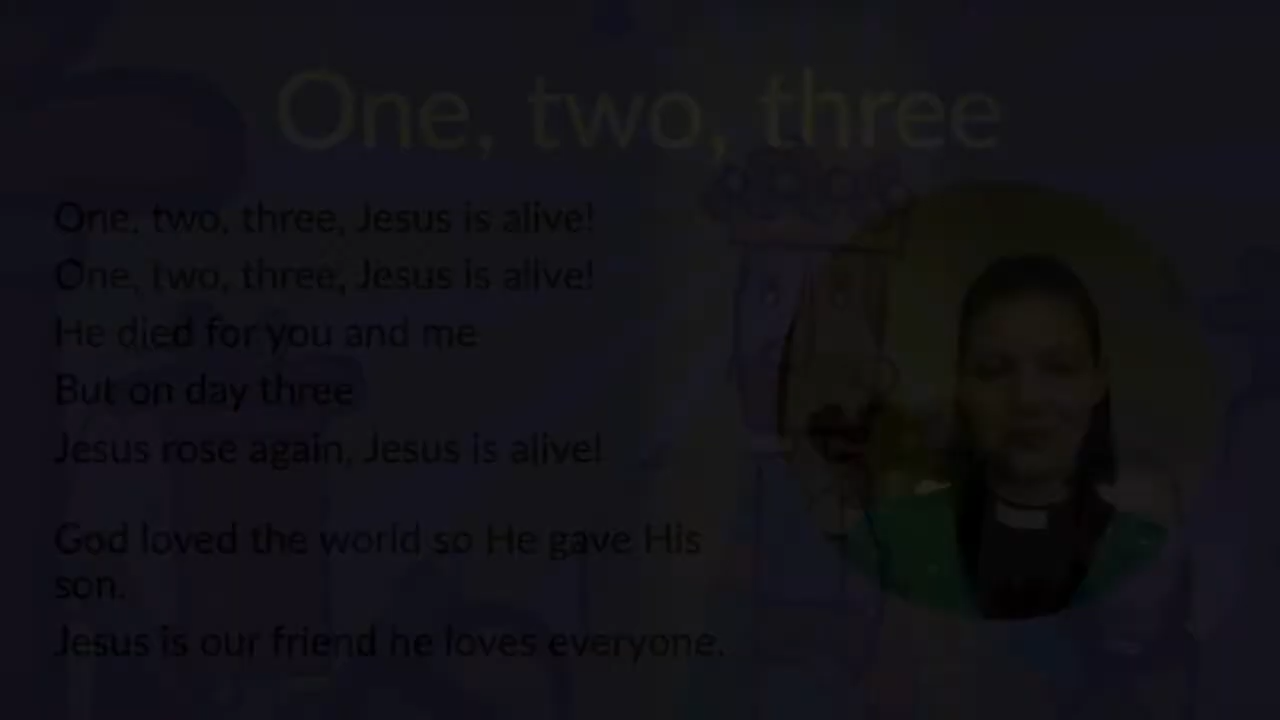 One, two, three
One, two, three, Jesus is alive!
One, two, three, Jesus is alive!
He died for you and me
But on day three
Jesus rose again, Jesus is alive!
God loved the world so He gave His
son.
Jesus is our friend he loves everyone.